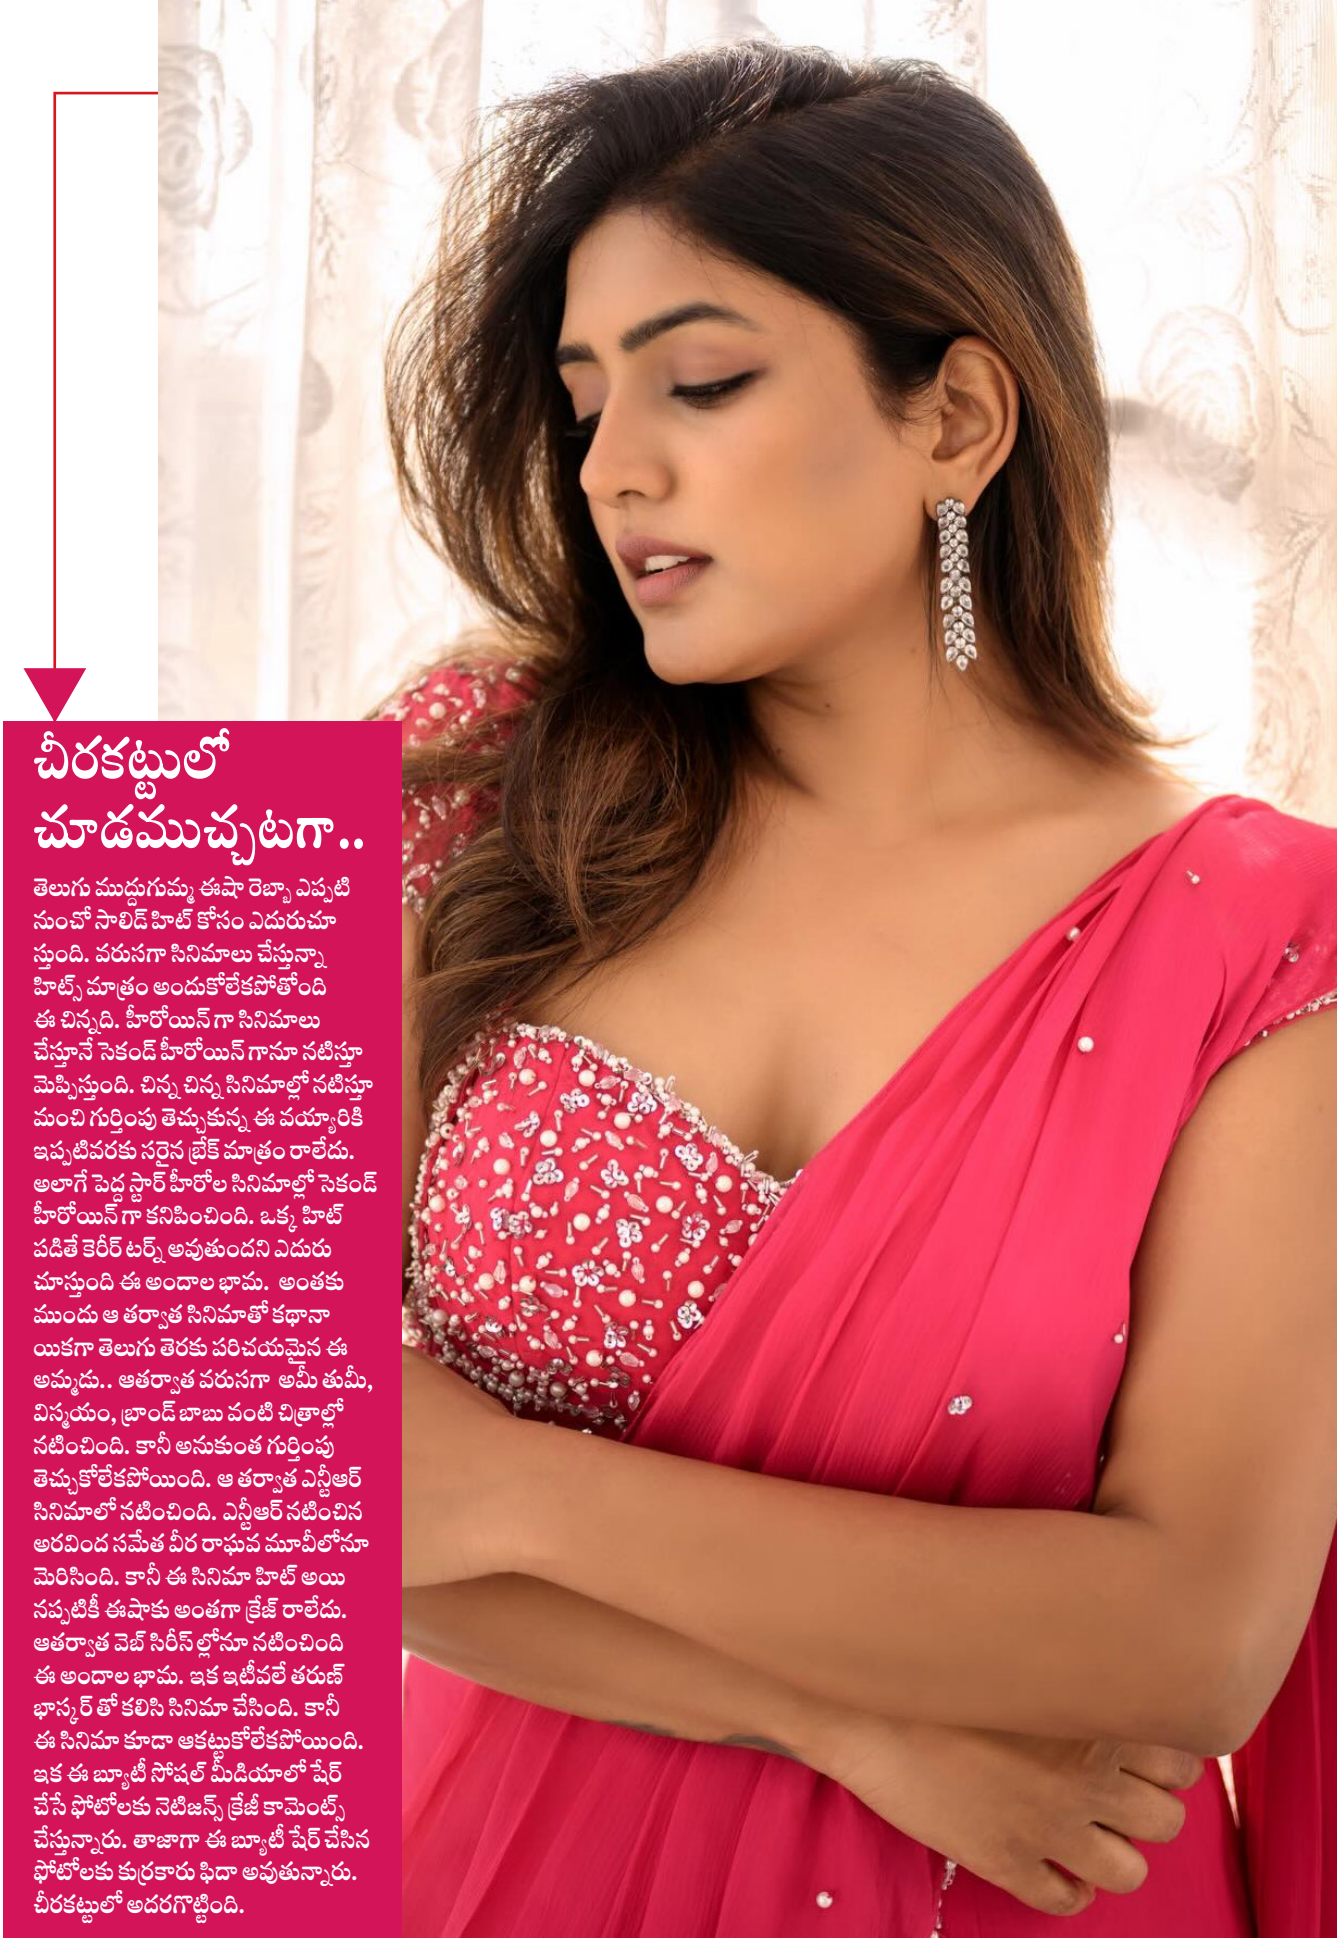 చీరకట్టులో
చూడముచ్చటగా..
తెలుగు ముద్దుగుమ్మ ఈషా రెబ్బా ఎప్పటి
నుంచో సాలిడ్ హిట్ కోసం ఎదురుచూ
స్తుంది. వరుసగా సినిమాలు చేస్తున్నా
హిట్స్ మాత్రం అందుకోలేకపోతోంది
ఈ చిన్నది. హీరోయిన్ గా సినిమాలు
చేస్తూనే సెకండ్ హీరోయిన్ గానూ నటిస్తూ
మెప్పిస్తుంది. చిన్న చిన్న సినిమాల్లో నటిస్తూ
మంచి గుర్తింపు తెచ్చుకున్న ఈ వయ్యారికి
ఇప్పటివరకు సరైన బ్రేక్ మాత్రం రాలేదు.
అలాగే పెద్ద స్టార్ హీరోల సినిమాల్లో సెకండ్
హీరోయిన్ గా కనిపించింది. ఒక్క హిట్
పడితే కెరీర్ టర్న్ అవుతుందని ఎదురు
చూస్తుంది ఈ అందాల భామ. అంతకు
ముందు ఆ తర్వాత సినిమాతో కథానా
యికగా తెలుగు తెరకు పరిచయమైన ఈ
అమ్మడు.. ఆతర్వాత వరుసగా అమీ తుమీ,
విస్మయం, బ్రాండ్ బాబు వంటి చిత్రాల్లో
నటించింది. కానీ అనుకుంత గుర్తింపు
తెచ్చుకోలేకపోయింది. ఆ తర్వాత ఎన్టీఆర్
సినిమాలో నటించింది. ఎన్టీఆర్ నటించిన
అరవింద సమేత వీర రాఘవ మూవీలోనూ
మెరిసింది. కానీ ఈ సినిమా హిట్ అయి
నప్పటికీ ఈషాకు అంతగా క్రేజ్ రాలేదు.
ఆతర్వాత వెబ్ సిరీస్ ల్లోనూ నటించింది
ఈ అందాల భామ. ఇక ఇటీవలే తరుణ్
భాస్కర్ తో కలిసి సినిమా చేసింది. కానీ
ఈ సినిమా కూడా ఆకట్టుకోలేకపోయింది.
ఇక ఈ బ్యూటీ సోషల్ మీడియాలో షేర్
చేసే ఫోటోలకు నెటిజన్స్ క్రేజీ కామెంట్స్
చేస్తున్నారు. తాజాగా ఈ బ్యూటీ షేర్ చేసిన
ఫోటోలకు కుర్రకారు ఫిదా అవుతున్నారు.
చీరకట్టులో అదరగొట్టింది.